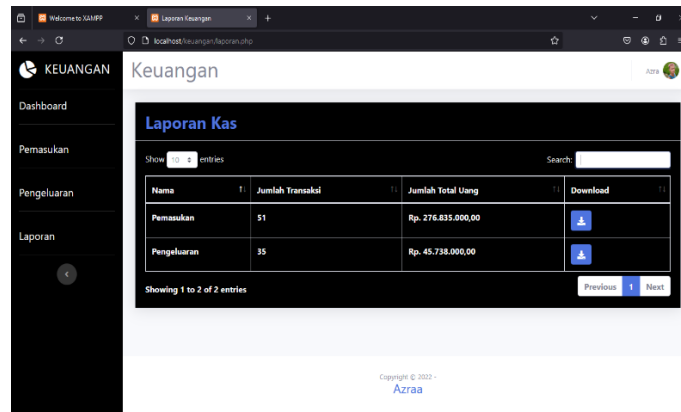 Welcome to XAMPP
Laporan Keuangan
localhost/keuangan/laporan.php
KEUANGAN
Keuangan
Azra
Dashboard
Pemasukan
Pengeluaran
Laporan
Laporan Kas
Show 10 entries
Search:
Nama Jumlah Transaksi Jumlah Total Uang Download
Pemasukan 51 Rp. 276.835.000,00
Pengeluaran 35 Rp. 45.738.000,00
Showing 1 to 2 of 2 entries
Previous 1 Next
Copyright © 2022 -
Azraa